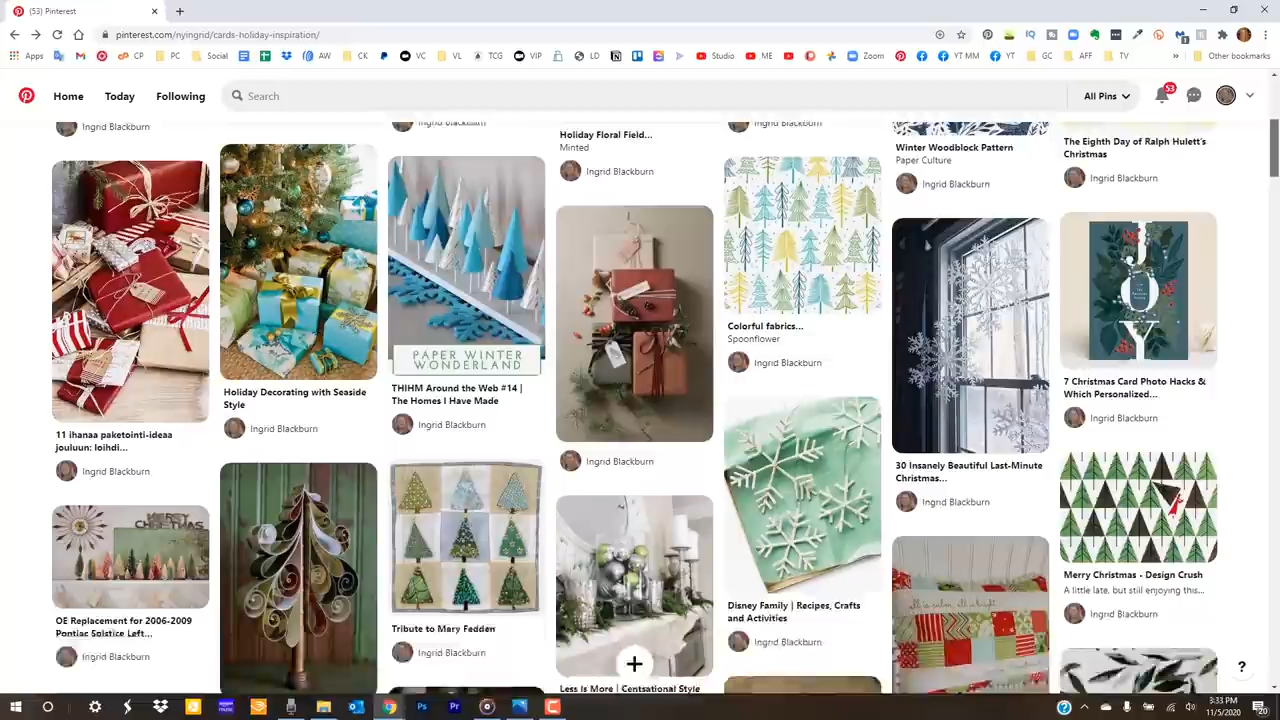 (53) Pinterest
pinterest.com/nyingrid/cards-holiday-inspiration/
Apps
CP
PC
Social
AW
CK
VC
VL
TCG
VIP
LD
Studio
ME
Zoom
YT MM
YT
GC
AFF
TV
Other bookmarks
Home
Today
Following
Search
All Pins
53
Ingrid Blackburn
Ingrid Blackburn
Holiday Floral Field...
Minted
Ingrid Blackburn
Winter Woodblock Pattern
Paper Culture
Ingrid Blackburn
The Eighth Day of Ralph Hulett's
Christmas
Ingrid Blackburn
11 ihanaa paketointi-ideaa
jouluun: loihdi...
Ingrid Blackburn
Holiday Decorating with Seaside
Style
Ingrid Blackburn
PAPER WINTER
WONDERLAND
THIHM Around the Web #14 |
The Homes I Have Made
Ingrid Blackburn
Ingrid Blackburn
Colorful fabrics...
Spoonflower
Ingrid Blackburn
30 Insanely Beautiful Last-Minute
Christmas...
Ingrid Blackburn
JOY
7 Christmas Card Photo Hacks &
Which Personalized...
Ingrid Blackburn
MERRY
CHRISTMAS
OE Replacement for 2006-2009
Pontiac Solstice Left...
Ingrid Blackburn
Tribute to Mary Fedden
Ingrid Blackburn
Less Is More | Centsational Style
Disney Family | Recipes, Crafts
and Activities
Ingrid Blackburn
all is calm, all is bright
Merry Christmas - Design Crush
A little late, but still enjoying this...
Ingrid Blackburn
?
3:33 PM
11/5/2020
20